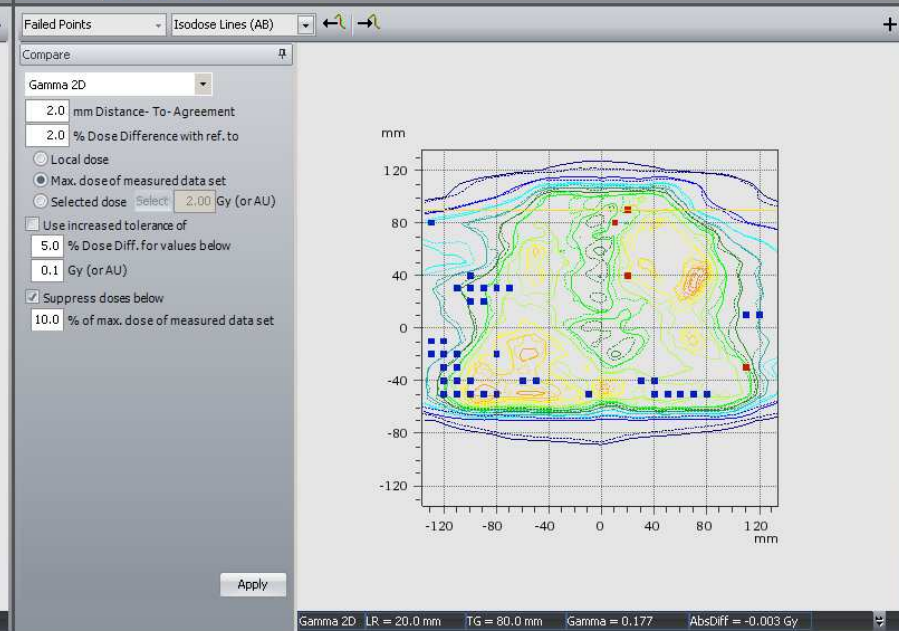 Failed Points Isodose Lines (AB)
Compare
Gamma 2D
2.0 mm Distance- To- Agreement
2.0 % Dose Difference with ref. to
Local dose
Max. dose of measured data set
Selected dose Select 2.00 Gy (or AU)
Use increased tolerance of
5.0 % Dose Diff. for values below
0.1 Gy (or AU)
Suppress doses below
10.0 % of max. dose of measured data set
Apply
mm
120
80
40
0
-40
-80
-120
-120 -80 -40 0 40 80 120
mm
Gamma 2D LR = 20.0 mm TG = 80.0 mm Gamma = 0.177 AbsDiff = -0.003 Gy